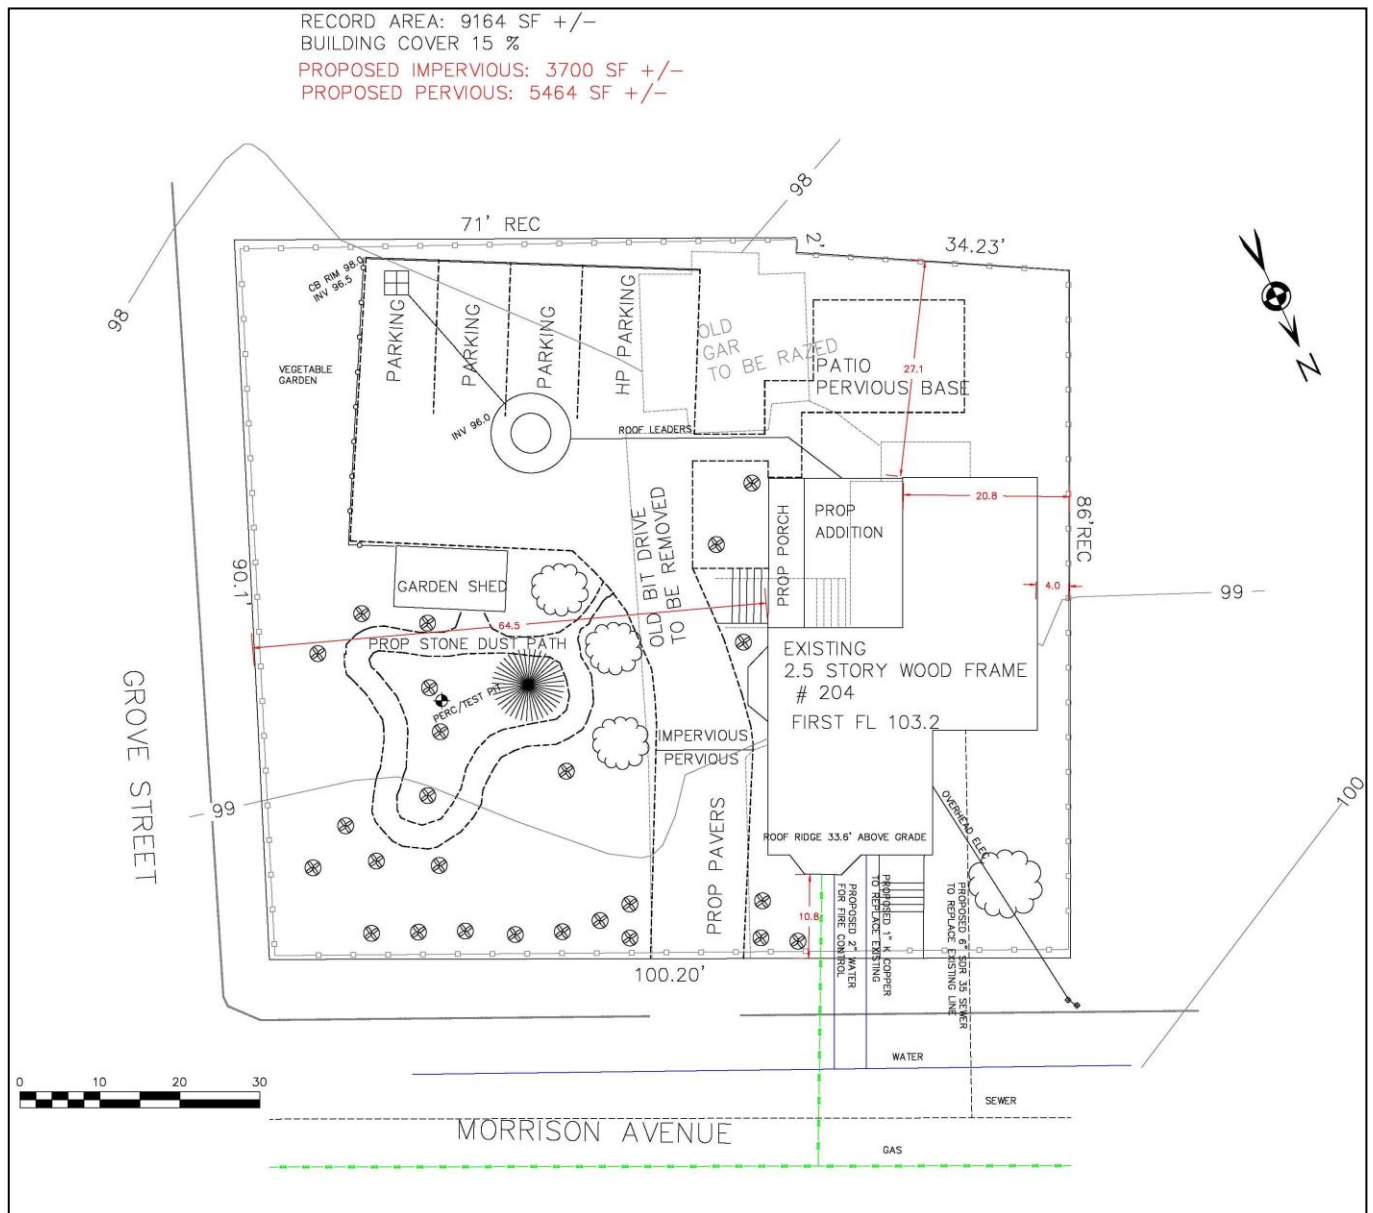 RECORD AREA: 9164 SF +/-
BUILDING COVER 15 %
PROPOSED IMPERVIOUS: 3700 SF +/-
PROPOSED PERVIOUS: 5464 SF +/-
98
71' REC
2'
34.23'
98
CB RIM 98.0
INV 96.5
PARKING
PARKING
PARKING
HP PARKING
OLD
GAR
TO BE RAZED
PATIO
PERVIOUS BASE
27.1
N
VEGETABLE
GARDEN
INV 96.0
ROOF LEADERS
20.8
86'REC
PROP PORCH
PROP
ADDITION
OLD BIT DRIVE
TO BE REMOVED
90.1'
GARDEN SHED
4.0
99
64.5
PROP STONE DUST PATH
EXISTING
2.5 STORY WOOD FRAME
# 204
FIRST FL 103.2
PERC/TEST PIT
GROVE STREET
IMPERVIOUS
PERVIOUS
99
100
PROP PAVERS
ROOF RIDGE 33.6' ABOVE GRADE
OVERHEAD ELEC
10.8
PROPOSED 2" WATER
FOR FIRE CONTROL
PROPOSED 1" K COPPER
TO REPLACE EXISTING
PROPOSED 6" SDR 35 SEWER
TO REPLACE EXISTING LINE
100.20'
WATER
0 10 20 30
SEWER
MORRISON AVENUE
GAS